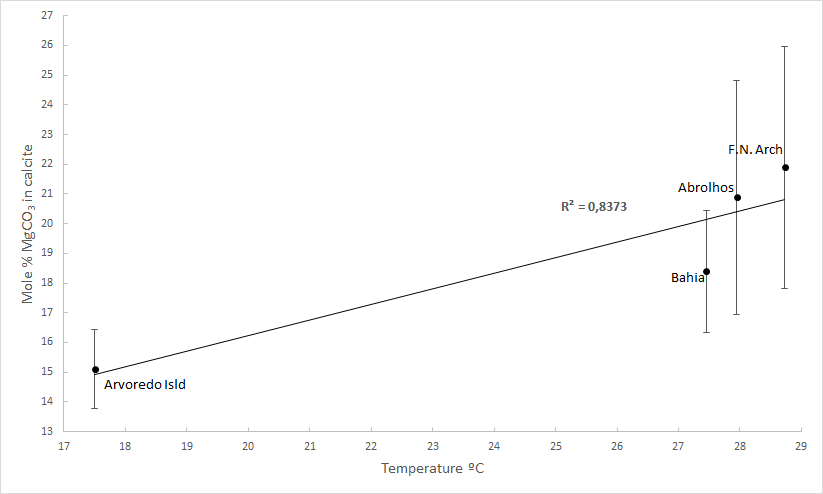 27
26
25
24
23
22
21
20
19
18
17
16
15
14
13
Mole % MgCO₃ in calcite
F.N. Arch
Abrolhos
R² = 0,8373
Bahia
Arvoredo Isld
17 18 19 20 21 22 23 24 25 26 27 28 29
Temperature ºC